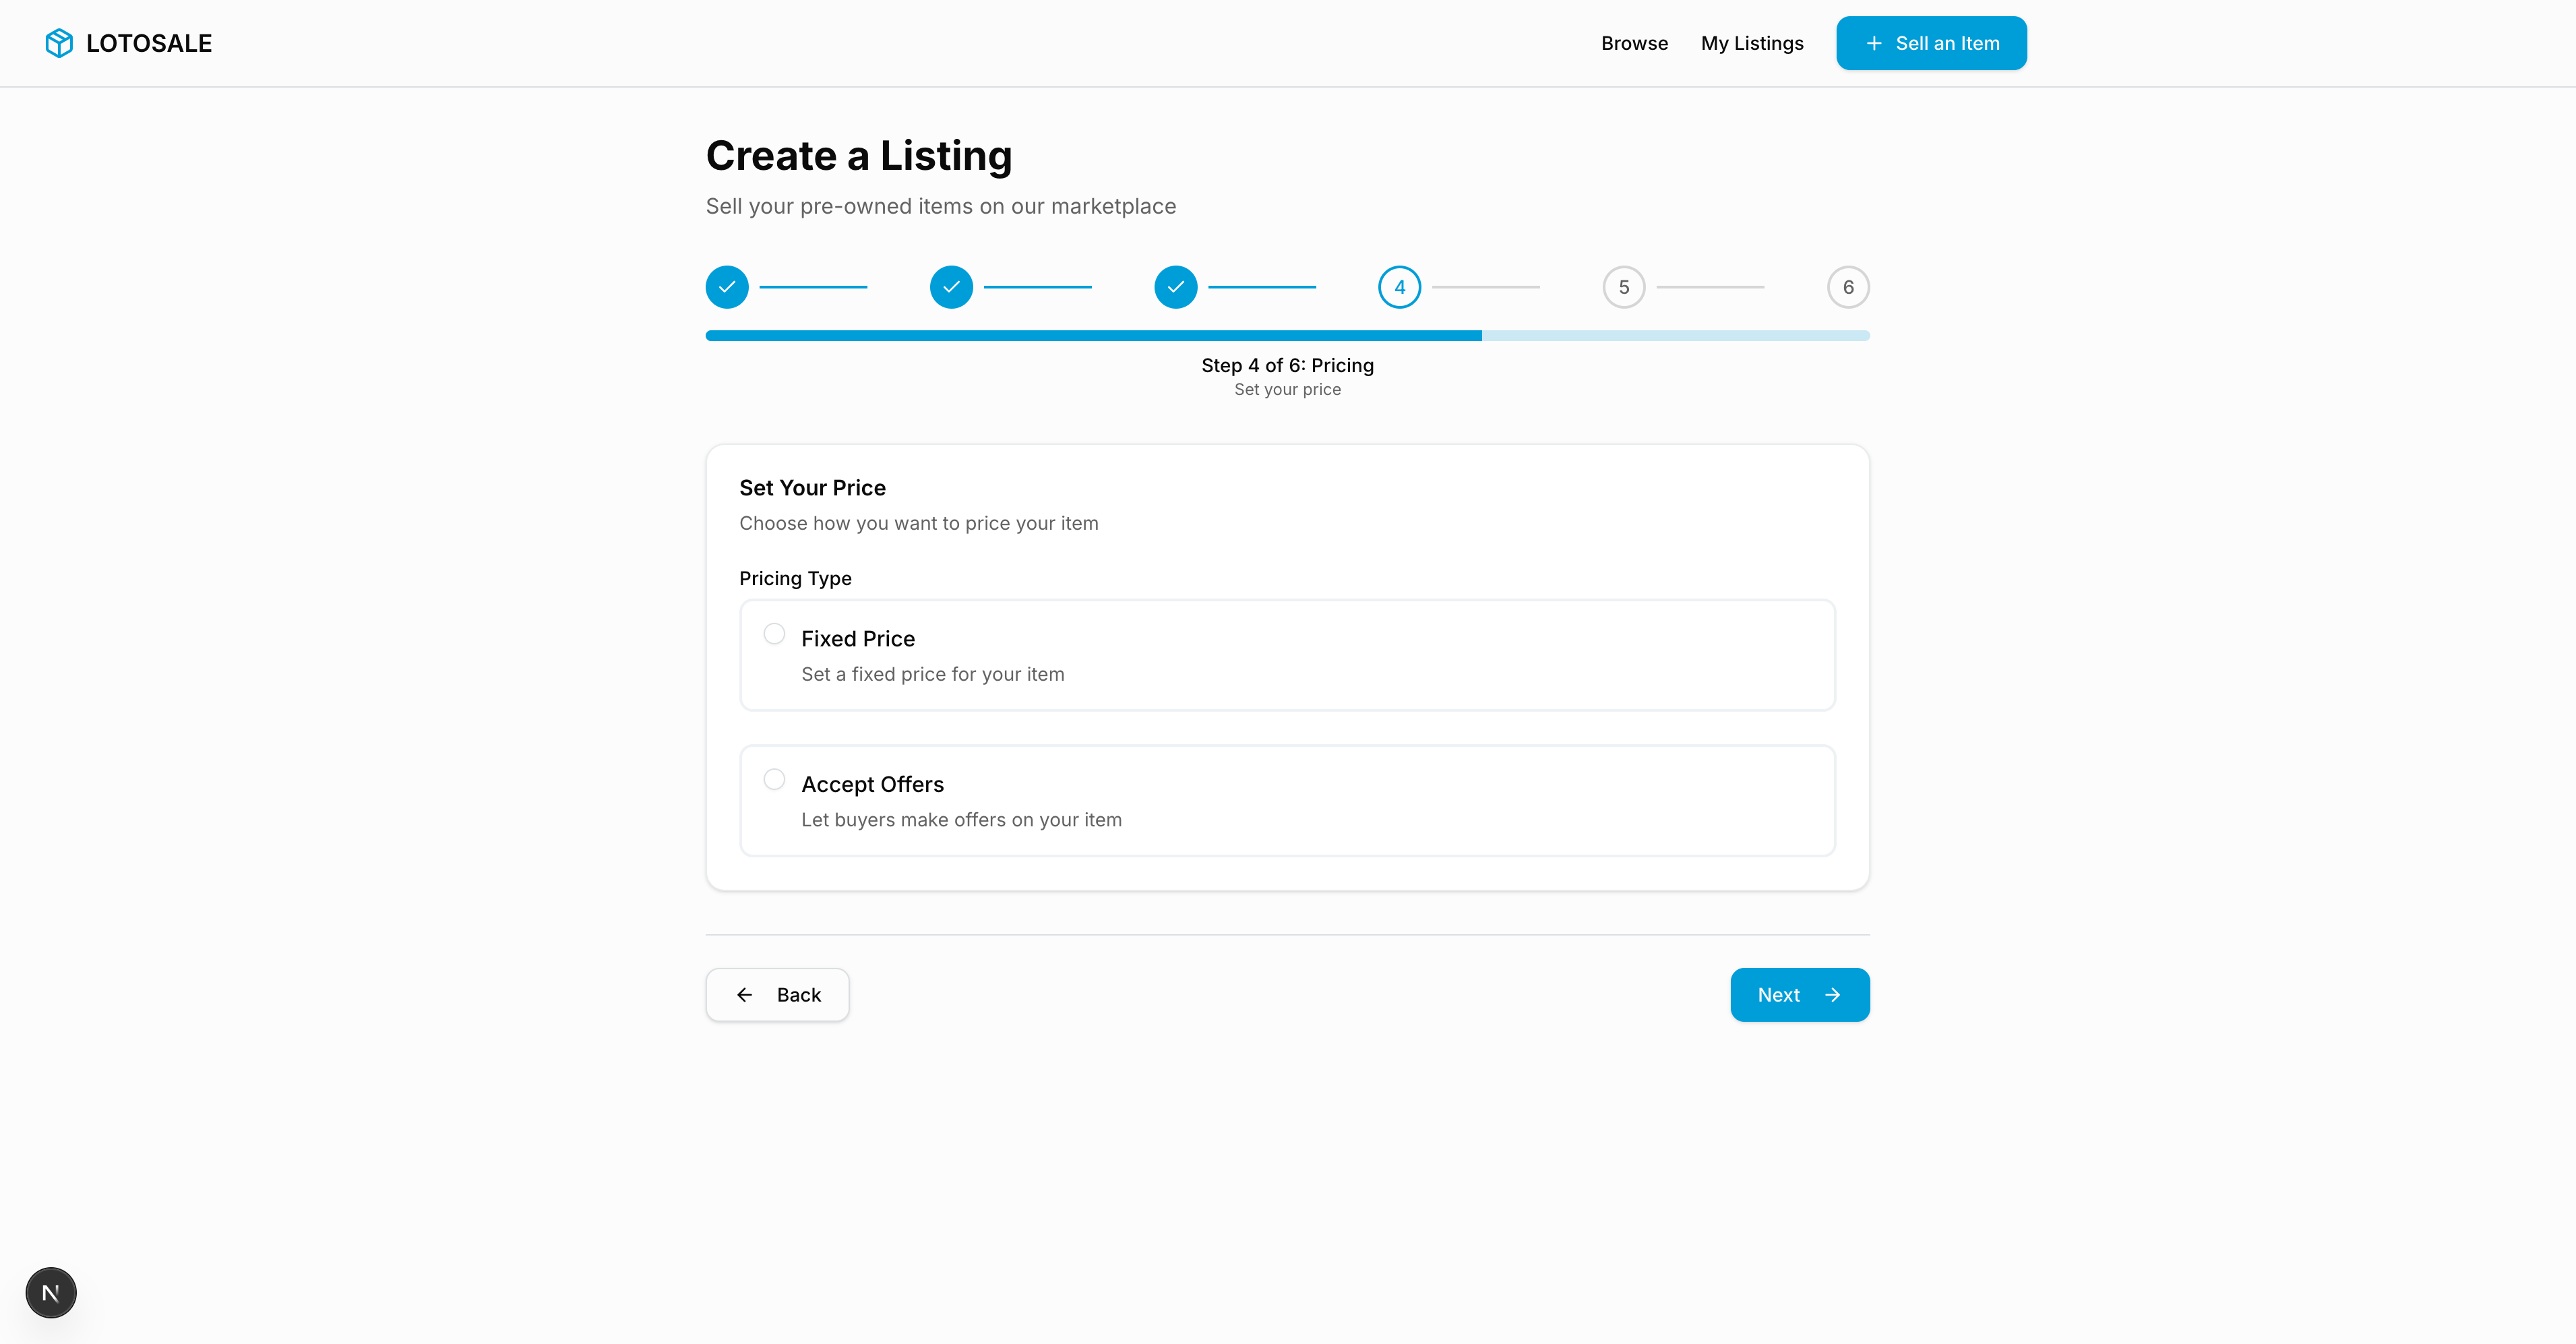 LOTOSALE
Browse
My Listings
Sell an Item
Create a Listing
Sell your pre-owned items on our marketplace
4
5
6
Step 4 of 6: Pricing
Set your price
Set Your Price
Choose how you want to price your item
Pricing Type
Fixed Price
Set a fixed price for your item
Accept Offers
Let buyers make offers on your item
Back
Next
N